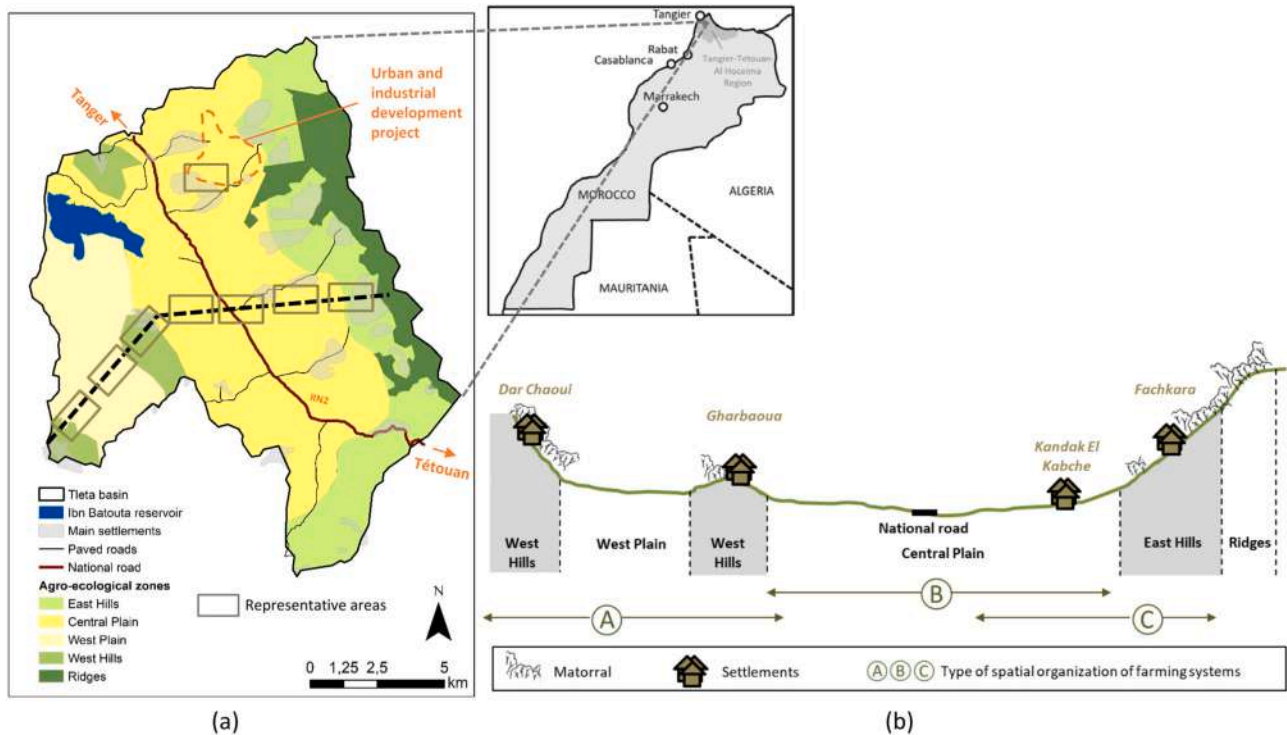 Urban and
industrial
development
project
Tanger
RN2
Tétouan
Tleta basin
Ibn Batouta reservoir
Main settlements
Paved roads
National road
Agro-ecological zones
East Hills
Central Plain
West Plain
West Hills
Ridges
Representative areas
N
0 1,25 2,5 5
km
(a)
Tangier
Rabat
Casablanca
Tangier-Tétouan
Al Hoceima
Region
Marrakech
MOROCCO
ALGERIA
MAURITANIA
Dar Chaoui
Gharbaoua
Kandak El
Kabche
Fachkara
West
Hills
West Plain
West
Hills
National road
Central Plain
East Hills
Ridges
A
B
C
Matorral
Settlements
A B C Type of spatial organization of farming systems
(b)